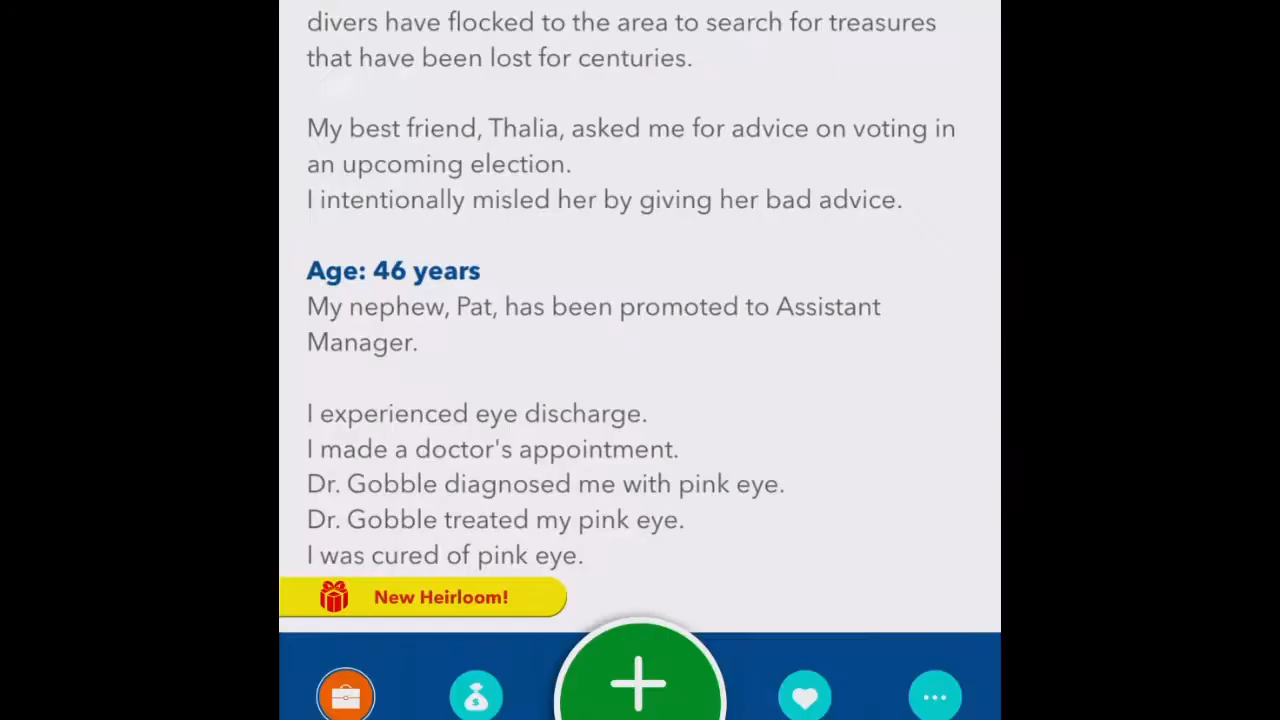 divers have flocked to the area to search for treasures
that have been lost for centuries.
My best friend, Thalia, asked me for advice on voting in
an upcoming election.
I intentionally misled her by giving her bad advice.
Age: 46 years
My nephew, Pat, has been promoted to Assistant
Manager.
I experienced eye discharge.
I made a doctor's appointment.
Dr. Gobble diagnosed me with pink eye.
Dr. Gobble treated my pink eye.
I was cured of pink eye.
New Heirloom!